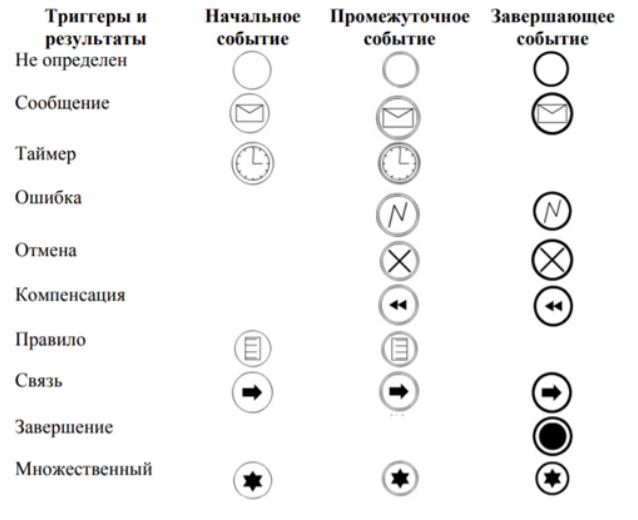 Триггеры и Начальное Промежуточное Завершающее
результаты событие событие событие
Не определен
Сообщение
Таймер
Ошибка
Отмена
Компенсация
Правило
Связь
Завершение
Множественный